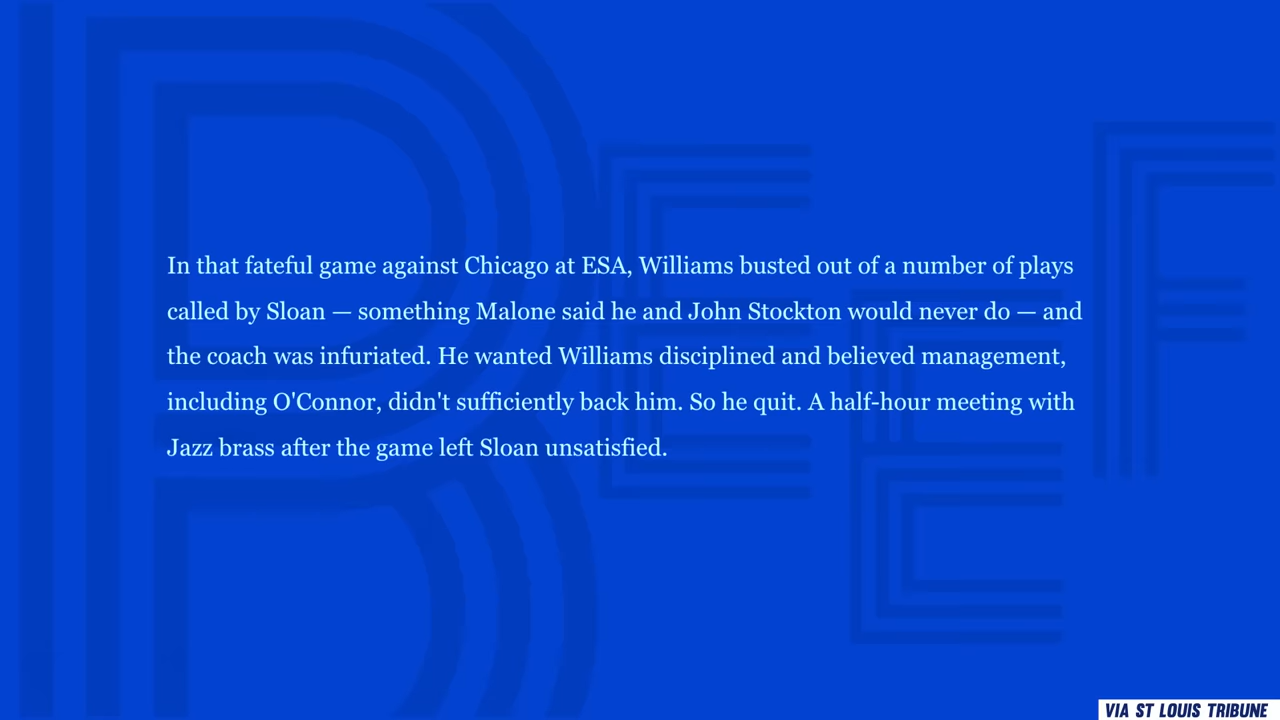 In that fateful game against Chicago at ESA, Williams busted out of a number of plays
called by Sloan — something Malone said he and John Stockton would never do — and
the coach was infuriated. He wanted Williams disciplined and believed management,
including O'Connor, didn't sufficiently back him. So he quit. A half-hour meeting with
Jazz brass after the game left Sloan unsatisfied.
BEEF
VIA ST LOUIS TRIBUNE